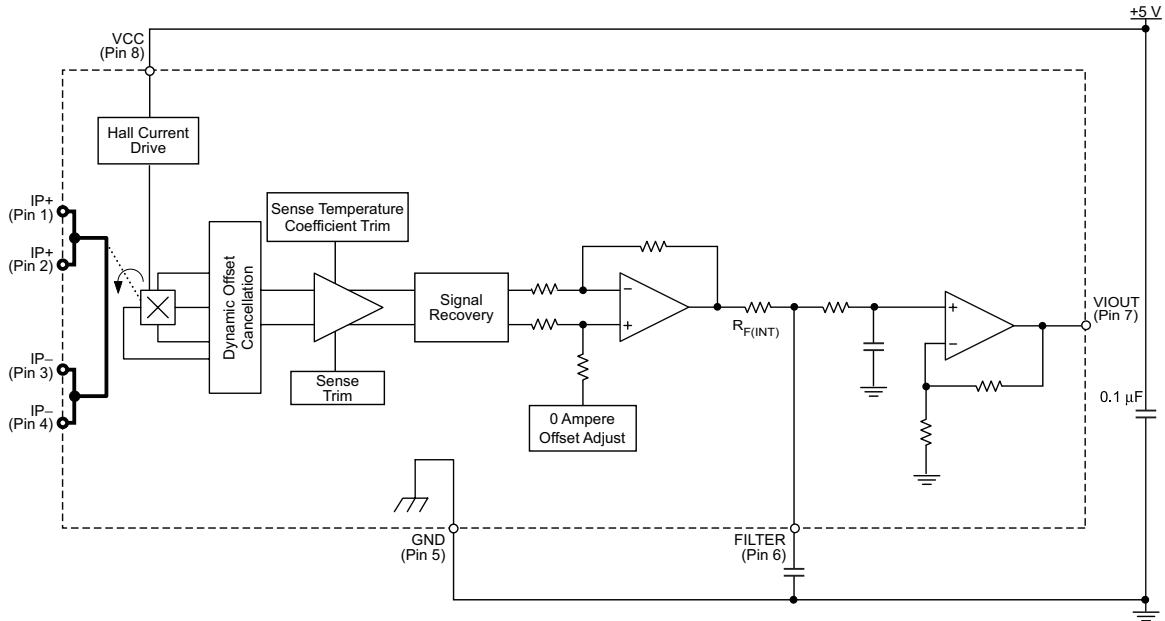 +5 V
VCC
(Pin 8)
Hall Current
Drive
IP+
(Pin 1)
IP+
(Pin 2)
IP−
(Pin 3)
IP−
(Pin 4)
Dynamic Offset
Cancellation
Sense Temperature
Coefficient Trim
Sense
Trim
Signal
Recovery
−
+
0 Ampere
Offset Adjust
RF(INT)
+
−
VIOUT
(Pin 7)
0.1 μF
GND
(Pin 5)
FILTER
(Pin 6)